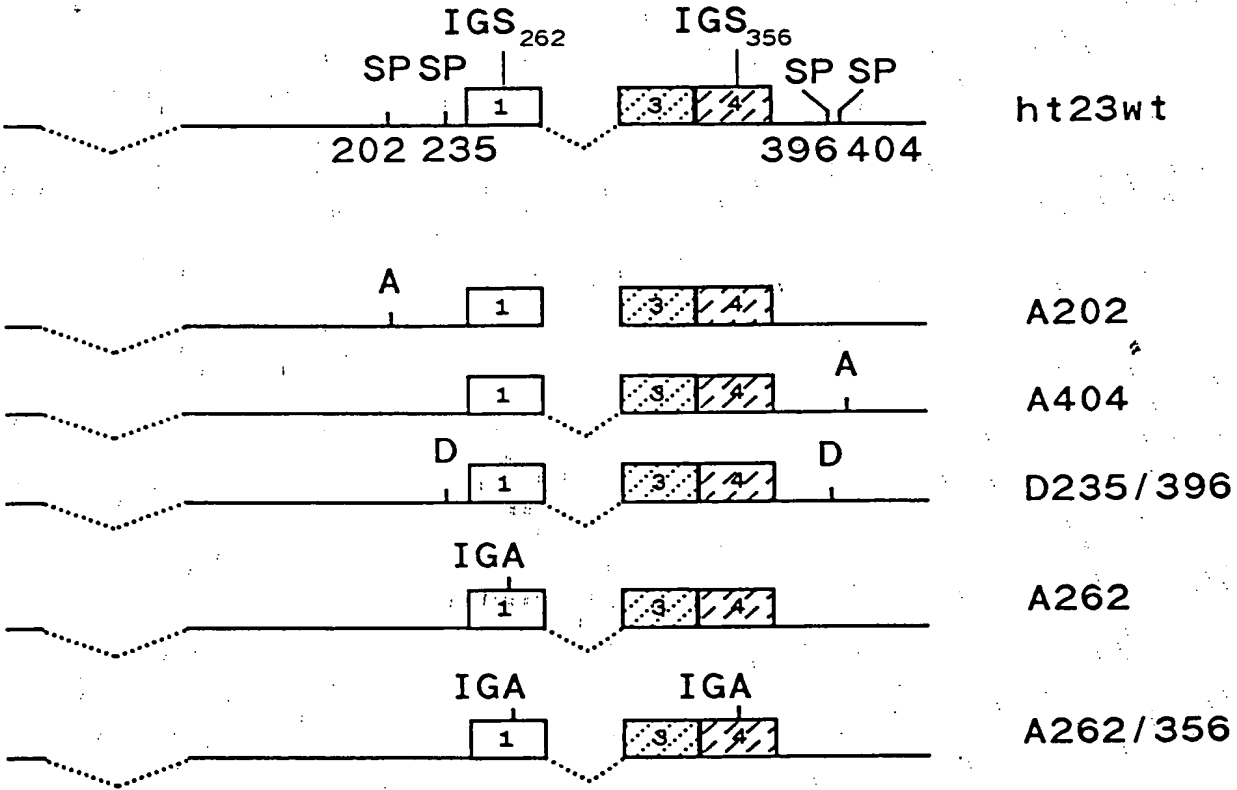 IGS262 IGS356
SP SP SP SP
1 3 4 ht23wt
202 235 396 404
A
1 3 4 A202
A
1 3 4 A404
D D
1 3 4 D235/396
IGA
1 3 4 A262
IGA IGA
1 3 4 A262/356